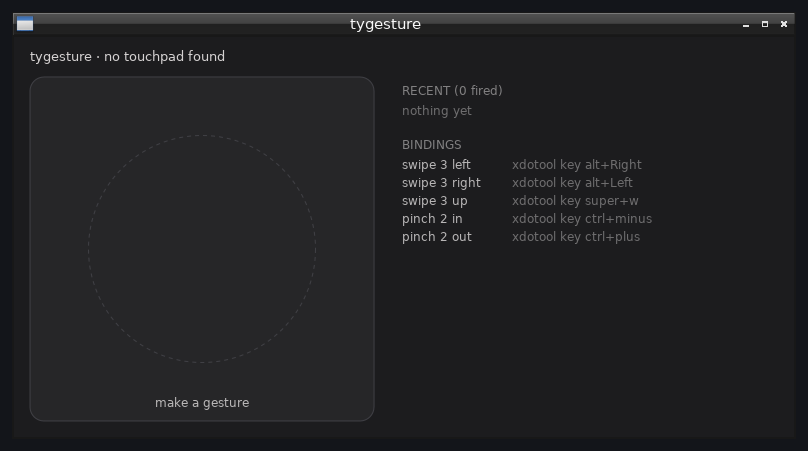 tygesture
tygesture · no touchpad found
RECENT (0 fired)
nothing yet
BINDINGS
swipe 3 left xdotool key alt+Right
swipe 3 right xdotool key alt+Left
swipe 3 up xdotool key super+w
pinch 2 in xdotool key ctrl+minus
pinch 2 out xdotool key ctrl+plus
make a gesture